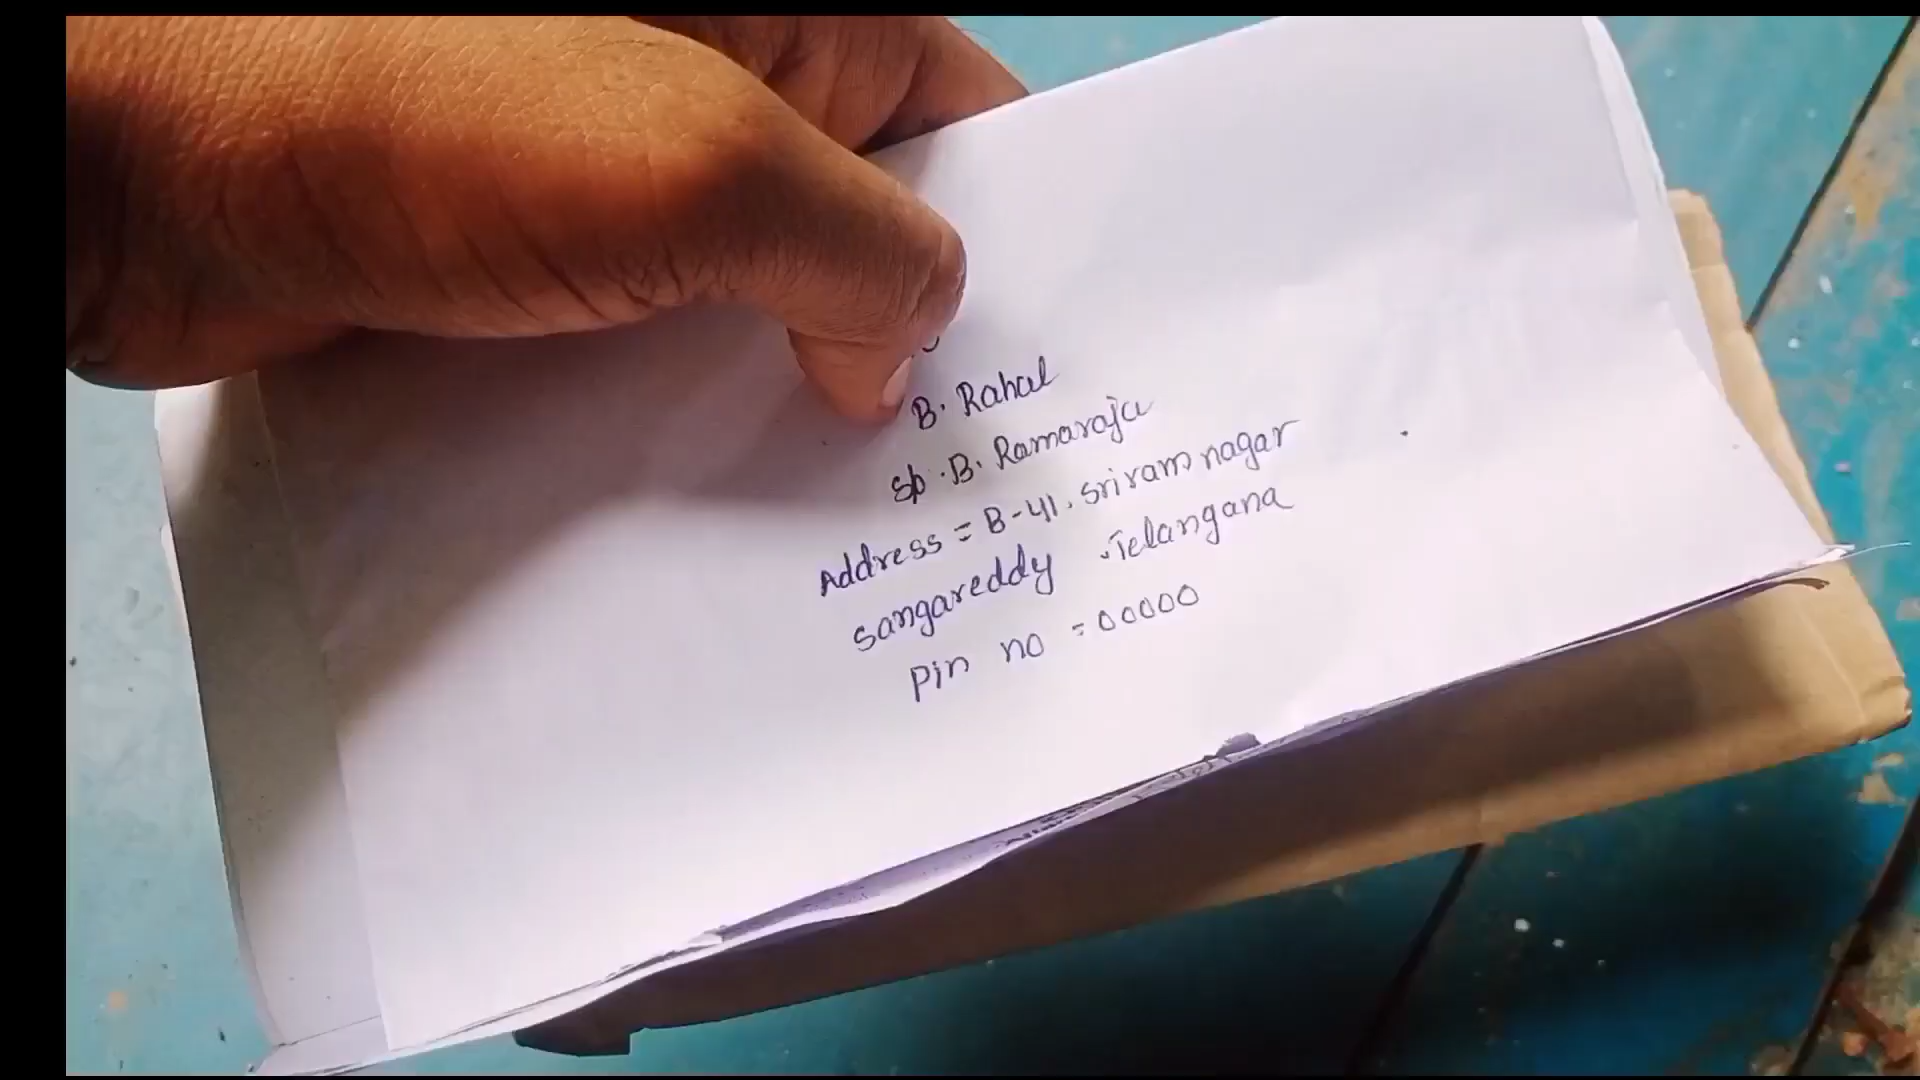 B. Rahul
S/o . B. Ramaraju
Address = B-41, sriram nagar
sangareddy . Telangana
Pin no = 00000